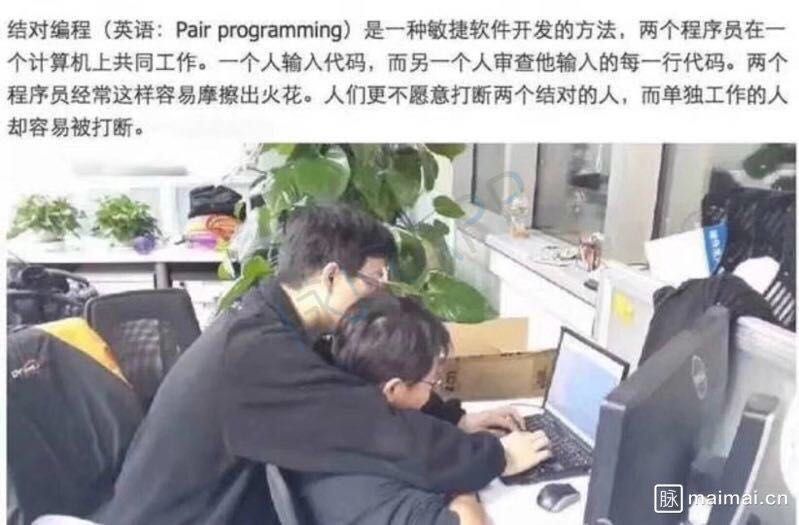 结对编程（英语：Pair programming）是一种敏捷软件开发的方法，两个程序员在一
个计算机上共同工作。一个人输入代码，而另一个人审查他输入的每一行代码。两个
程序员经常这样容易摩擦出火花。人们更不愿意打断两个结对的人，而单独工作的人
却容易被打断。
脉 maimai.cn